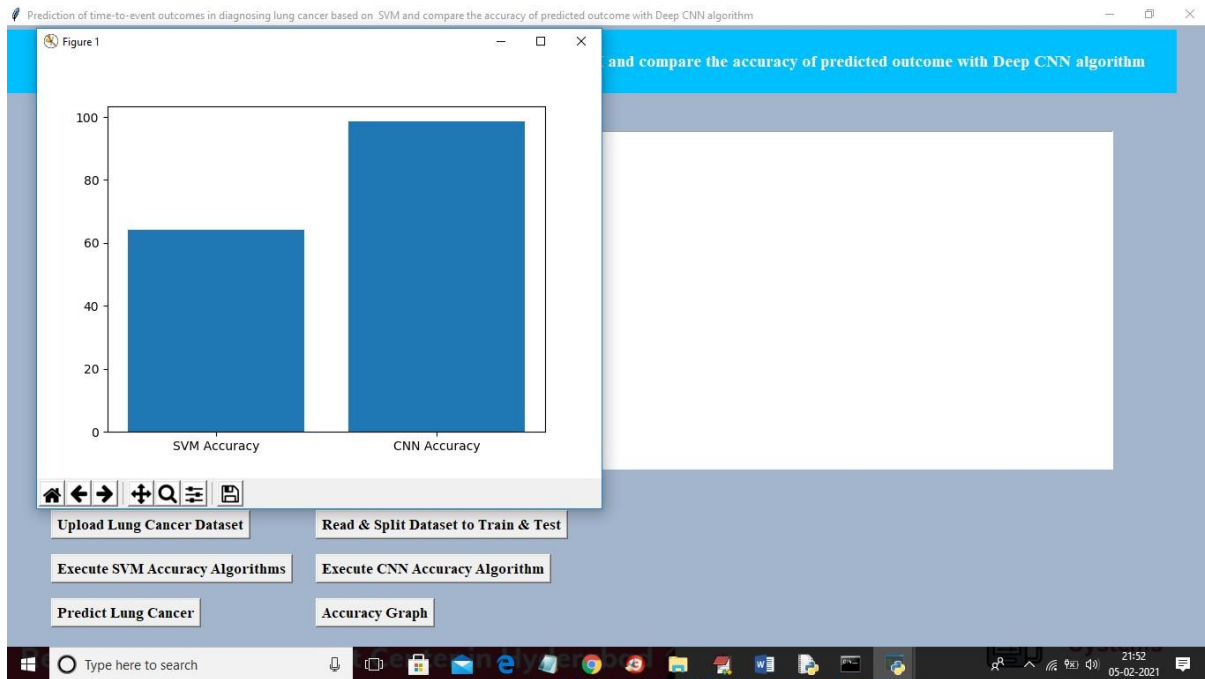 Prediction of time-to-event outcomes in diagnosing lung cancer based on SVM and compare the accuracy of predicted outcome with Deep CNN algorithm
Figure 1
and compare the accuracy of predicted outcome with Deep CNN algorithm
100
80
60
40
20
0
SVM Accuracy
CNN Accuracy
Upload Lung Cancer Dataset
Read & Split Dataset to Train & Test
Execute SVM Accuracy Algorithms
Execute CNN Accuracy Algorithm
Predict Lung Cancer
Accuracy Graph
Type here to search
21:52
05-02-2021